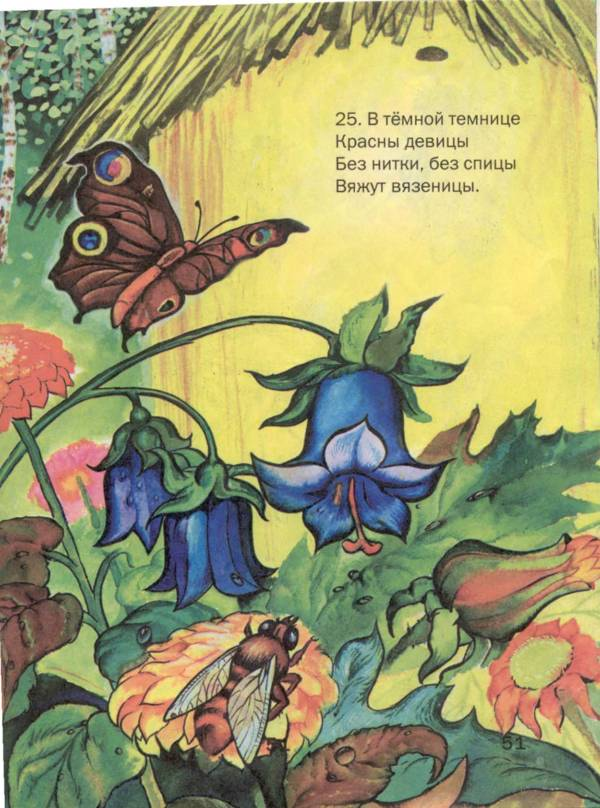 25. В тёмной темнице
Красны девицы
Без нитки, без спицы
Вяжут вязеницы.
51